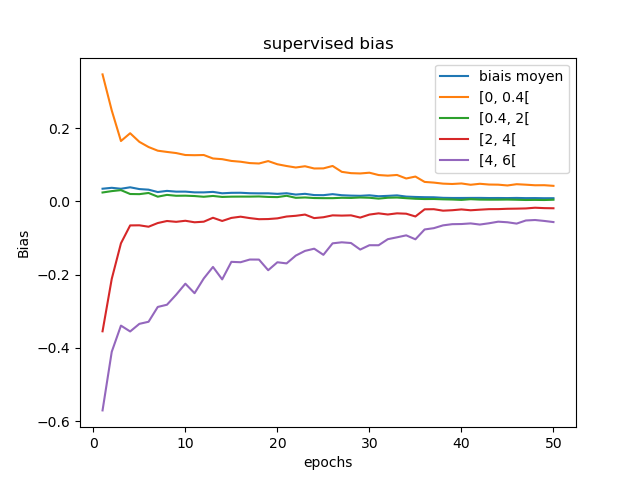 supervised bias
biais moyen
[0, 0.4[
[0.4, 2[
[2, 4[
[4, 6[
0.2
0.0
−0.2
−0.4
−0.6
Bias
0 10 20 30 40 50
epochs